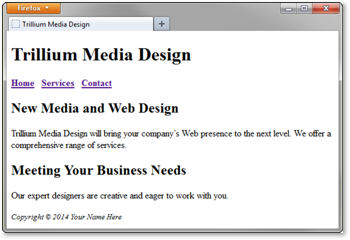 Firefox
Trillium Media Design
Trillium Media Design
Home Services Contact
New Media and Web Design
Trillium Media Design will bring your company's Web presence to the next level. We offer a
comprehensive range of services.
Meeting Your Business Needs
Our expert designers are creative and eager to work with you.
Copyright © 2014 Your Name Here